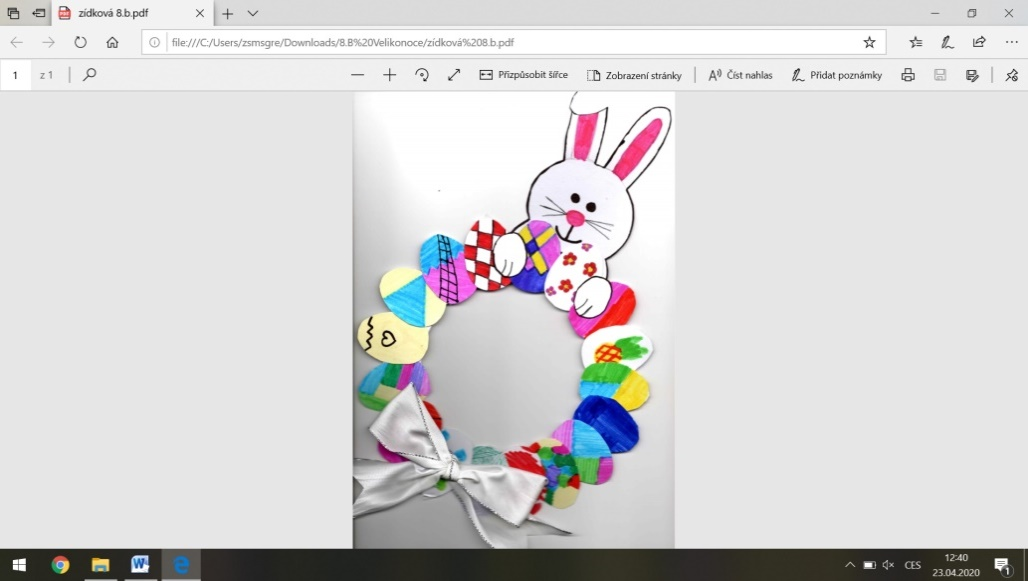 zídková 8.b.pdf
file:///C:/Users/zsmsgre/Downloads/8.B%20Velikonoce/zídková%208.b.pdf
1 z 1 Přizpůsobit šířce Zobrazení stránky Číst nahlas Přidat poznámky
CES
12:40
23.04.2020
1